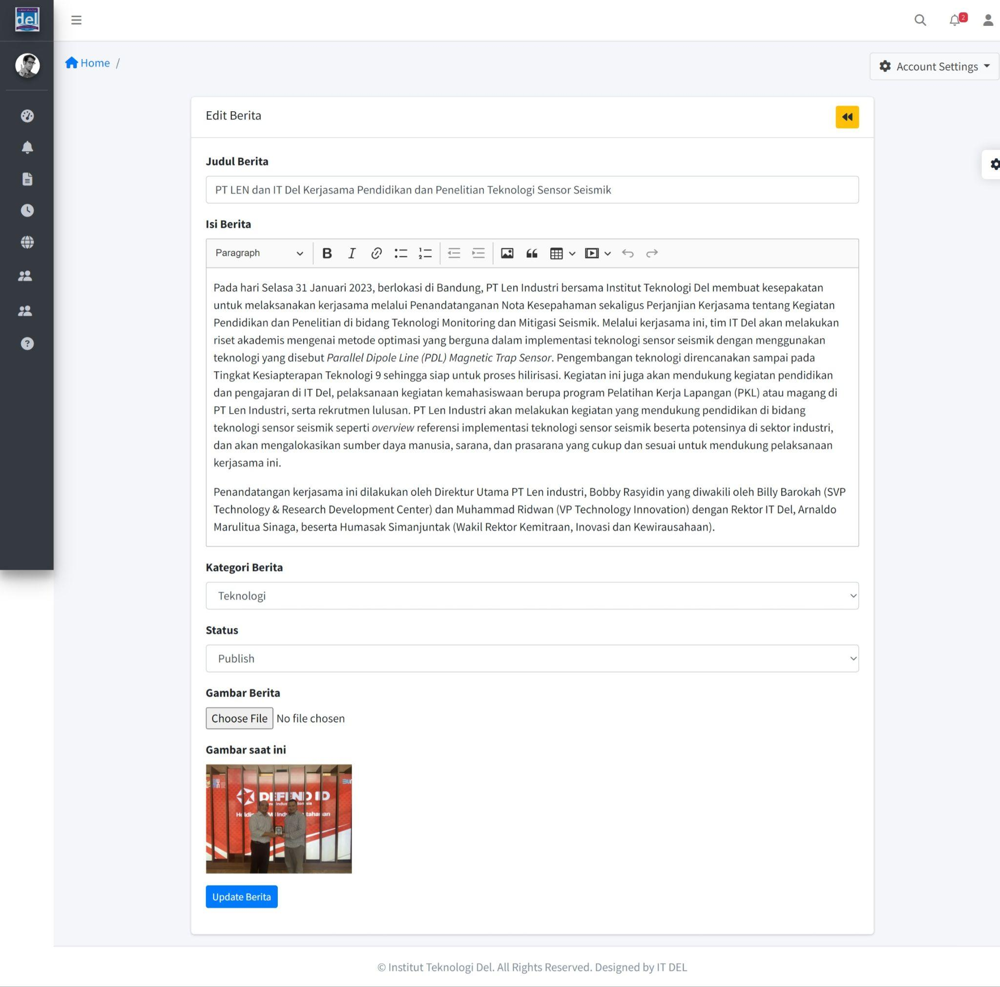 del
2
Home /
Account Settings
Edit Berita
Judul Berita
PT LEN dan IT Del Kerjasama Pendidikan dan Penelitian Teknologi Sensor Seismik
Isi Berita
Paragraph
Pada hari Selasa 31 Januari 2023, berlokasi di Bandung, PT Len Industri bersama Institut Teknologi Del membuat kesepakatan
untuk melaksanakan kerjasama melalui Penandatanganan Nota Kesepahaman sekaligus Perjanjian Kerjasama tentang Kegiatan
Pendidikan dan Penelitian di bidang Teknologi Monitoring dan Mitigasi Seismik. Melalui kerjasama ini, tim IT Del akan melakukan
riset akademis mengenai metode optimasi yang berguna dalam implementasi teknologi sensor seismik dengan menggunakan
teknologi yang disebut Parallel Dipole Line (PDL) Magnetic Trap Sensor. Pengembangan teknologi direncanakan sampai pada
Tingkat Kesiapterapan Teknologi 9 sehingga siap untuk proses hilirisasi. Kegiatan ini juga akan mendukung kegiatan pendidikan
dan pengajaran di IT Del, pelaksanaan kegiatan kemahasiswaan berupa program Pelatihan Kerja Lapangan (PKL) atau magang di
PT Len Industri, serta rekrutmen lulusan. PT Len Industri akan melakukan kegiatan yang mendukung pendidikan di bidang
teknologi sensor seismik seperti overview referensi implementasi teknologi sensor seismik beserta potensinya di sektor industri,
dan akan mengalokasikan sumber daya manusia, sarana, dan prasarana yang cukup dan sesuai untuk mendukung pelaksanaan
kerjasama ini.
Penandatangan kerjasama ini dilakukan oleh Direktur Utama PT Len industri, Bobby Rasyidin yang diwakili oleh Billy Barokah (SVP
Technology & Research Development Center) dan Muhammad Ridwan (VP Technology Innovation) dengan Rektor IT Del, Arnaldo
Marulitua Sinaga, beserta Humasak Simanjuntak (Wakil Rektor Kemitraan, Inovasi dan Kewirausahaan).
Kategori Berita
Teknologi
Status
Publish
Gambar Berita
Choose File No file chosen
Gambar saat ini
DEFEND ID
Update Berita
© Institut Teknologi Del. All Rights Reserved. Designed by IT DEL